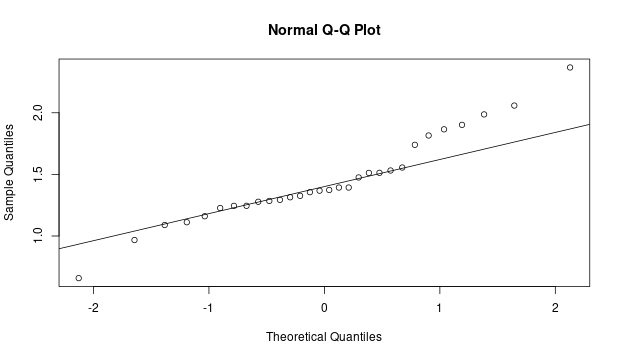 Normal Q-Q Plot
Sample Quantiles
2.0
1.5
1.0
-2 -1 0 1 2
Theoretical Quantiles